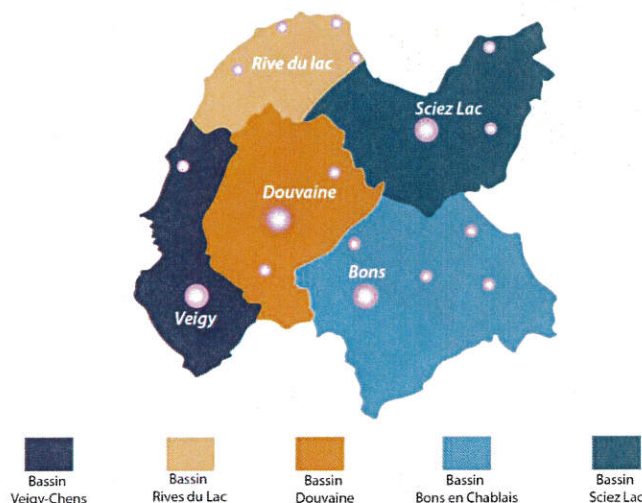 Rive du lac
Sciez Lac
Douvaine
Bons
Veigy
Bassin
Veigy-Chens
Bassin
Rives du Lac
Bassin
Douvaine
Bassin
Bons en Chablais
Bassin
Sciez Lac